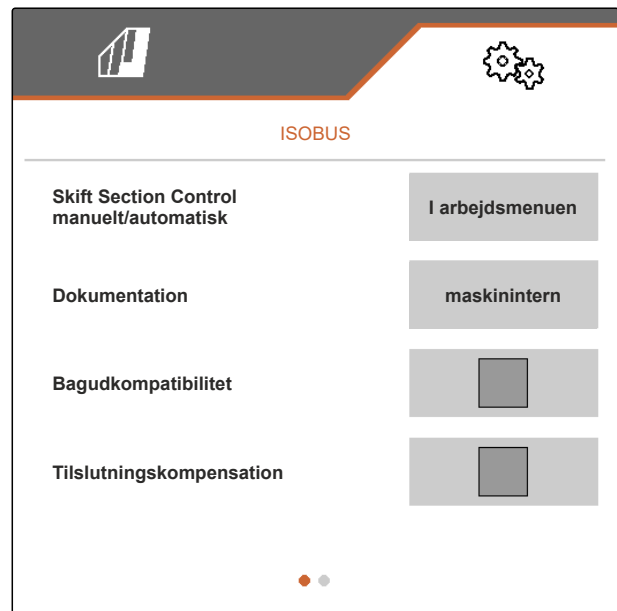 ISOBUS
Skift Section Control
manuelt/automatisk
I arbejdsmenuen
Dokumentation
maskinintern
Bagudkompatibilitet
Tilslutningskompensation